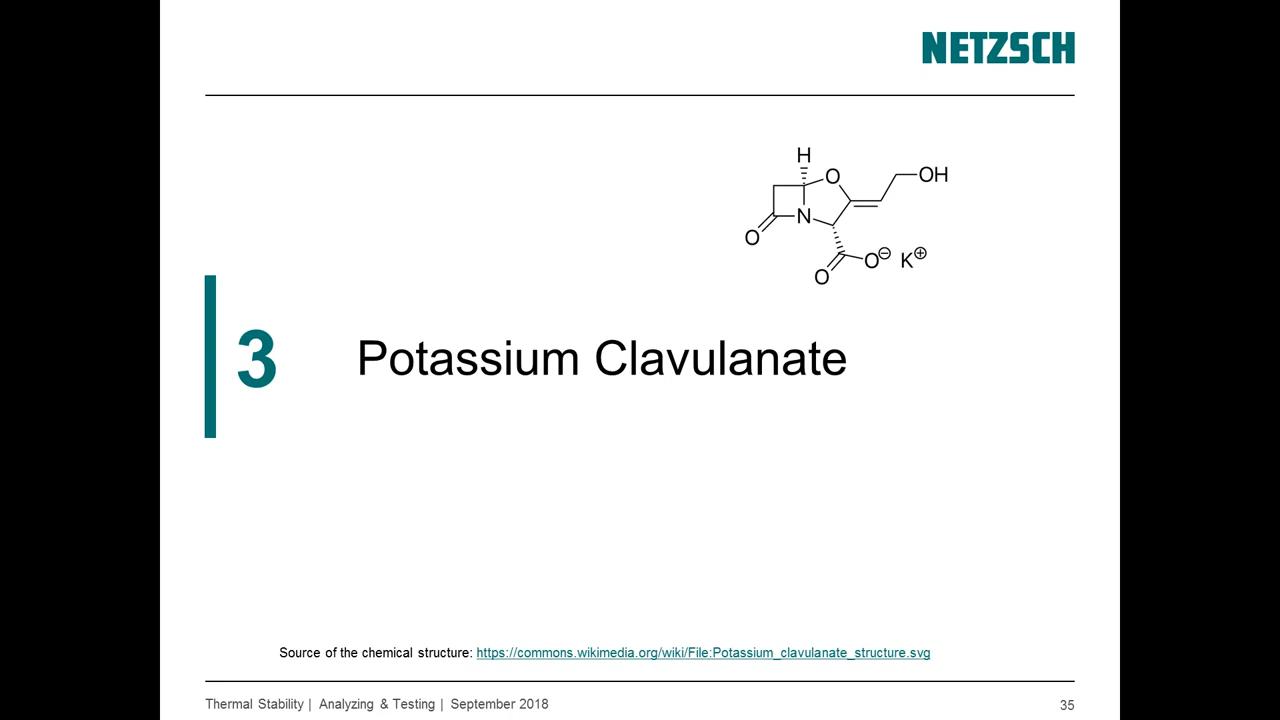 NETZSCH
H
O
OH
N
O
O⊖ K⊕
O
3 Potassium Clavulanate
Source of the chemical structure: https://commons.wikimedia.org/wiki/File:Potassium_clavulanate_structure.svg
Thermal Stability | Analyzing & Testing | September 2018 35